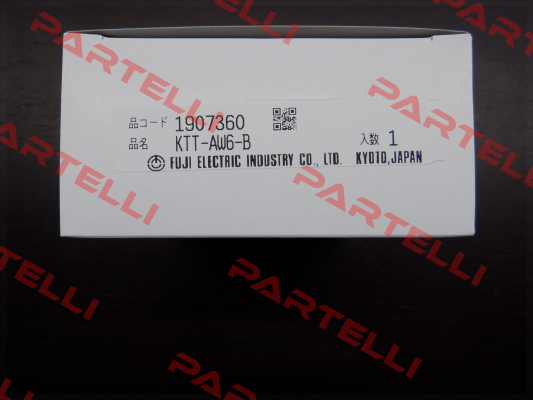 品コード 1907360
品名 KTT-AW6-B
入数 1
FUJI ELECTRIC INDUSTRY CO., LTD. KYOTO, JAPAN
PARTELLI
PARTELLI
PARTELLI
PARTELLI
PARTELLI
PARTELLI
PARTELLI
PARTELLI